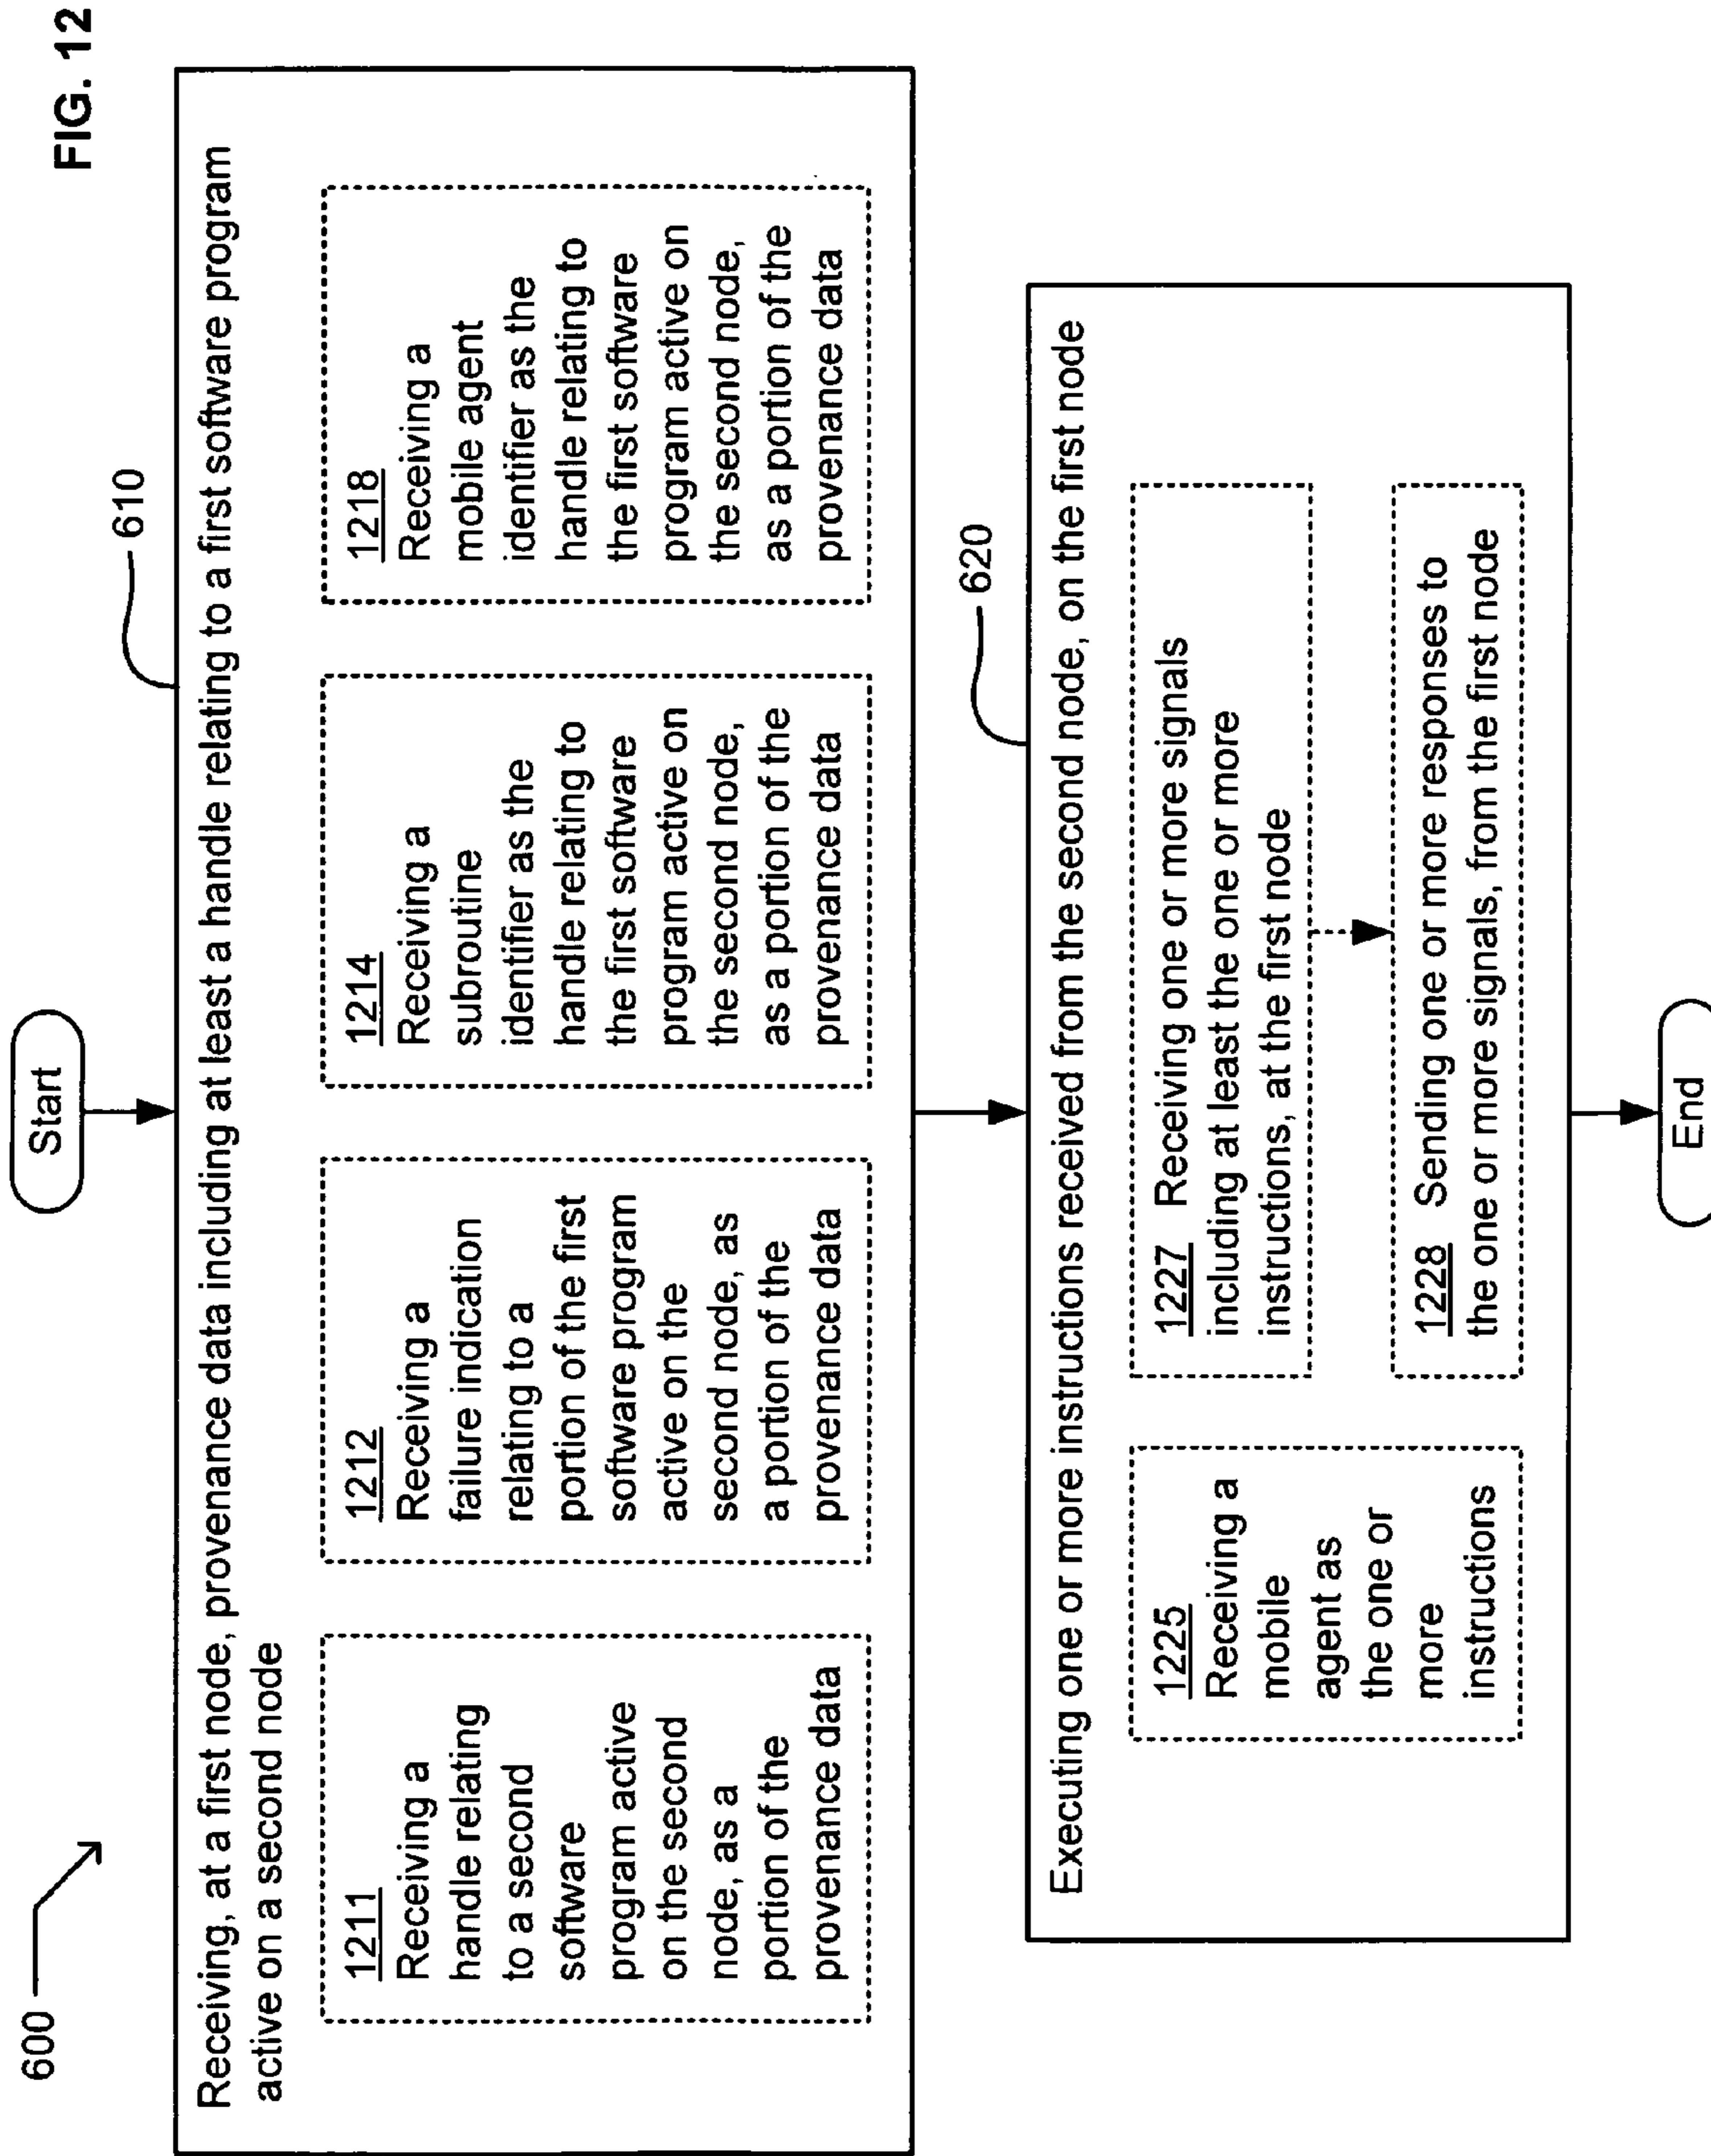 FIG. 12
600
Start
610
Receiving, at a first node, provenance data including at least a handle relating to a first software program
active on a second node
1211
Receiving a
handle relating
to a second
software
program active
on the second
node, as a
portion of the
provenance data
1212
Receiving a
failure indication
relating to a
portion of the first
software program
active on the
second node, as
a portion of the
provenance data
1214
Receiving a
subroutine
identifier as the
handle relating to
the first software
program active on
the second node,
as a portion of the
provenance data
1218
Receiving a
mobile agent
identifier as the
handle relating to
the first software
program active on
the second node,
as a portion of the
provenance data
620
Executing one or more instructions received from the second node, on the first node
1225
Receiving a
mobile
agent as
the one or
more
instructions
1227 Receiving one or more signals
including at least the one or more
instructions, at the first node
1228 Sending one or more responses to
the one or more signals, from the first node
End